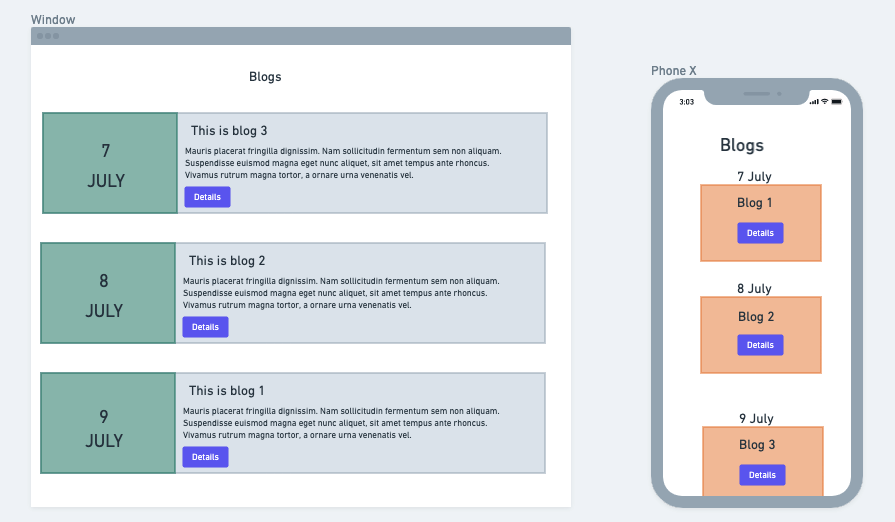 Window
Blogs
7
JULY
This is blog 3
Mauris placerat fringilla dignissim. Nam sollicitudin fermentum sem non aliquam.
Suspendisse euismod magna eget nunc aliquet, sit amet tempus ante rhoncus.
Vivamus rutrum magna tortor, a ornare urna venenatis vel.
Details
8
JULY
This is blog 2
Mauris placerat fringilla dignissim. Nam sollicitudin fermentum sem non aliquam.
Suspendisse euismod magna eget nunc aliquet, sit amet tempus ante rhoncus.
Vivamus rutrum magna tortor, a ornare urna venenatis vel.
Details
9
JULY
This is blog 1
Mauris placerat fringilla dignissim. Nam sollicitudin fermentum sem non aliquam.
Suspendisse euismod magna eget nunc aliquet, sit amet tempus ante rhoncus.
Vivamus rutrum magna tortor, a ornare urna venenatis vel.
Details
Phone X
3:03
Blogs
7 July
Blog 1
Details
8 July
Blog 2
Details
9 July
Blog 3
Details